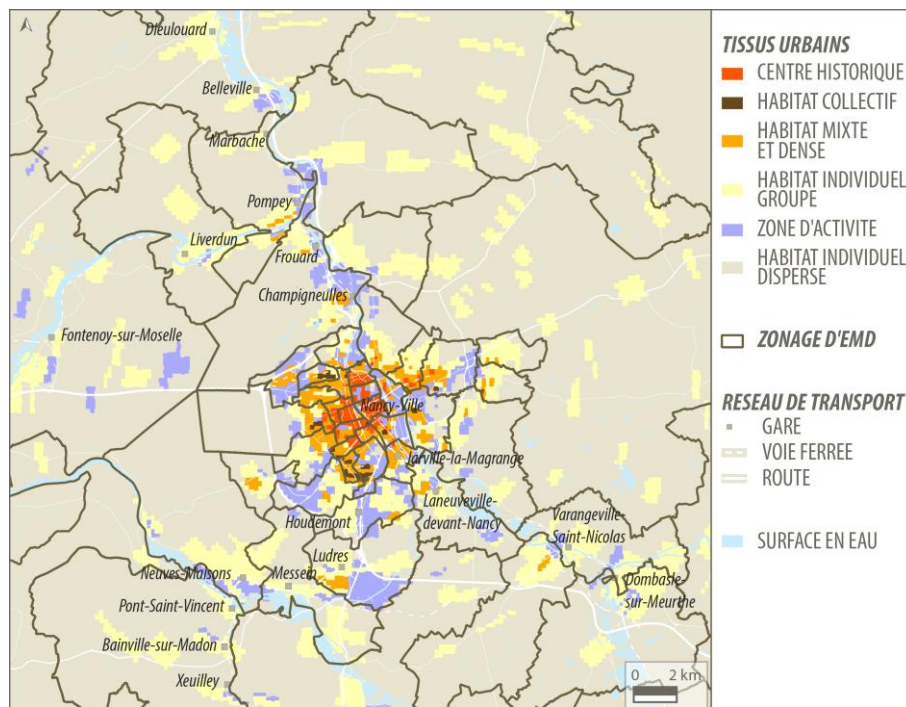 Dieulouard
Belleville
Marbache
Pompey
Liverdun
Frouard
Champigneulles
Fontenoy-sur-Moselle
Nancy-Ville
Jarville-la-Magrange
Laneuveville-
devant-Nancy
Varangeville-
Saint-Nicolas
Houdemont
Ludres
Neuves-Maisons
Messein
Dombasle-
sur-Meurthe
Pont-Saint-Vincent
Bainville-sur-Madon
Xeuilley
0 2 km
TISSUS URBAINS
CENTRE HISTORIQUE
HABITAT COLLECTIF
HABITAT MIXTE
ET DENSE
HABITAT INDIVIDUEL
GROUPE
ZONE D'ACTIVITE
HABITAT INDIVIDUEL
DISPERSE
ZONAGE D'EMD
RESEAU DE TRANSPORT
GARE
VOIE FERREE
ROUTE
SURFACE EN EAU